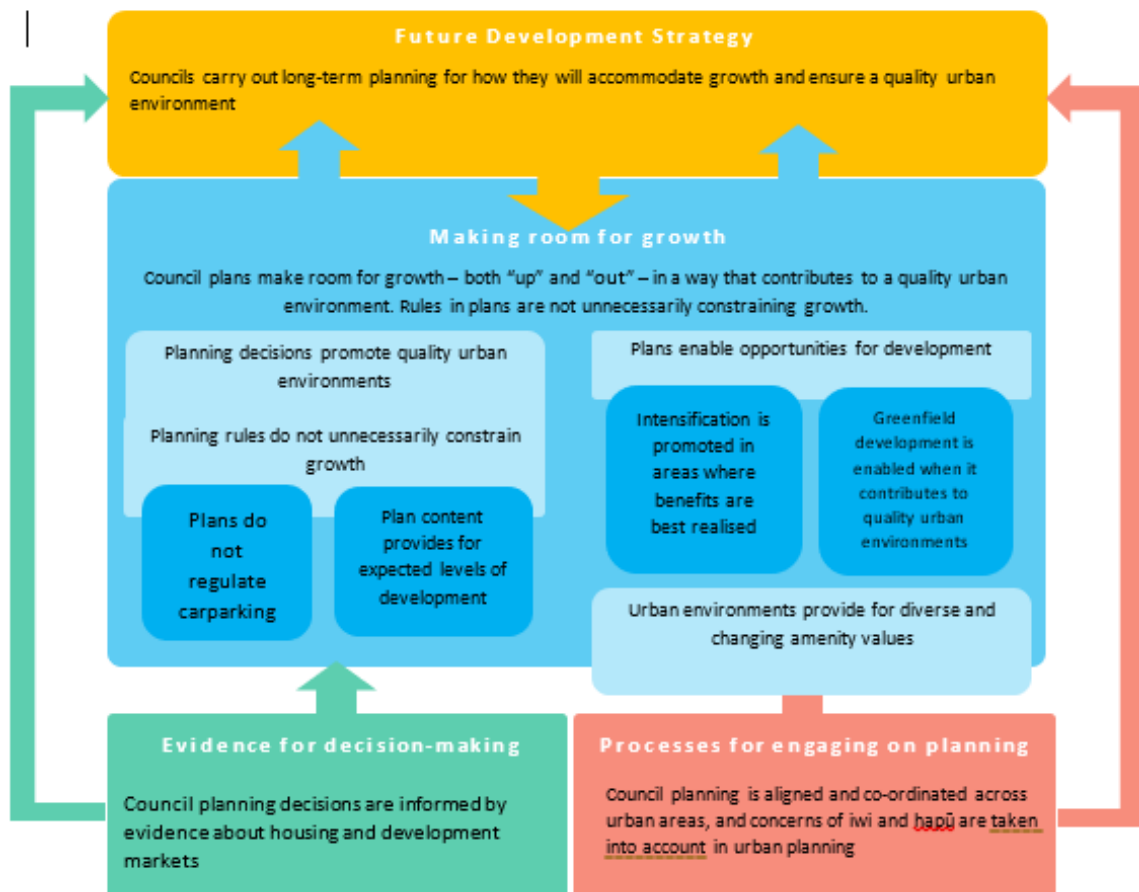 Future Development Strategy
Councils carry out long-term planning for how they will accommodate growth and ensure a quality urban
environment
Making room for growth
Council plans make room for growth – both “up” and “out” – in a way that contributes to a quality urban
environment. Rules in plans are not unnecessarily constraining growth.
Planning decisions promote quality urban
environments
Planning rules do not unnecessarily constrain
growth
Plans do
not
regulate
carparking
Plan content
provides for
expected levels of
development
Plans enable opportunities for development
Intensification is
promoted in
areas where
benefits are
best realised
Greenfield
development is
enabled when it
contributes to
quality urban
environments
Urban environments provide for diverse and
changing amenity values
Evidence for decision-making
Council planning decisions are informed by
evidence about housing and development
markets
Processes for engaging on planning
Council planning is aligned and co-ordinated across
urban areas, and concerns of iwi and hapū are taken
into account in urban planning